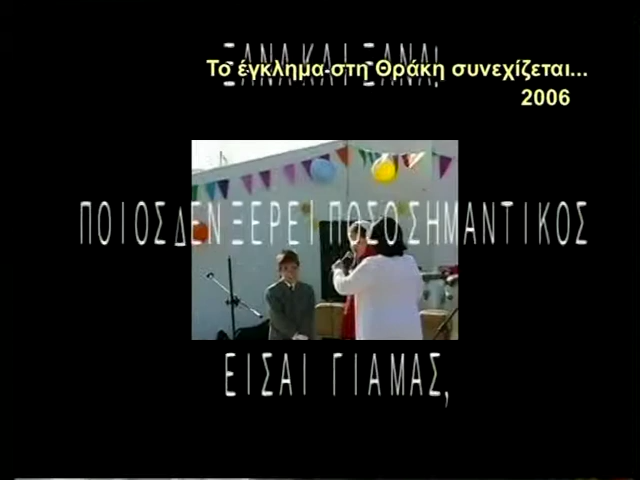 ΞΑΝΑ ΚΑΙ ΞΑΝΑ!
Το έγκλημα στη Θράκη συνεχίζεται...
2006
ΠΟΙΟΣ ΔΕΝ ΞΕΡΕΙ ΠΟΣΟ ΣΗΜΑΝΤΙΚΟΣ
ΕΙΣΑΙ ΓΙΑ ΜΑΣ,